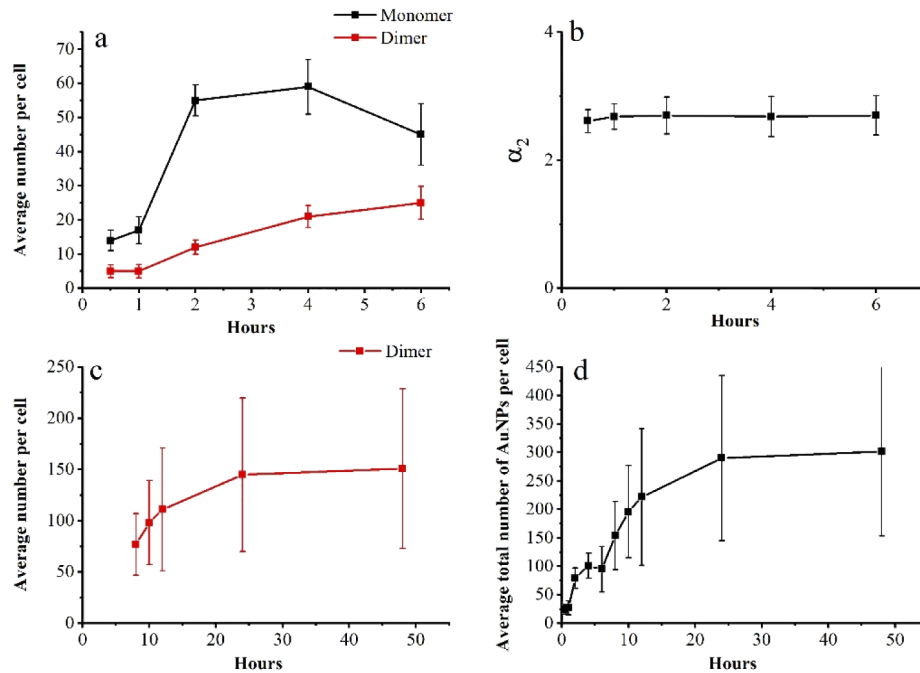 a
Monomer
Dimer
Average number per cell
70
60
50
40
30
20
10
0
0 1 2 3 4 5 6
Hours
b
α2
4
2
0
0 2 4 6
Hours
c
Dimer
Average number per cell
250
200
150
100
50
0
0 10 20 30 40 50
Hours
d
Average total number of AuNPs per cell
450
400
350
300
250
200
150
100
50
0
0 10 20 30 40 50
Hours